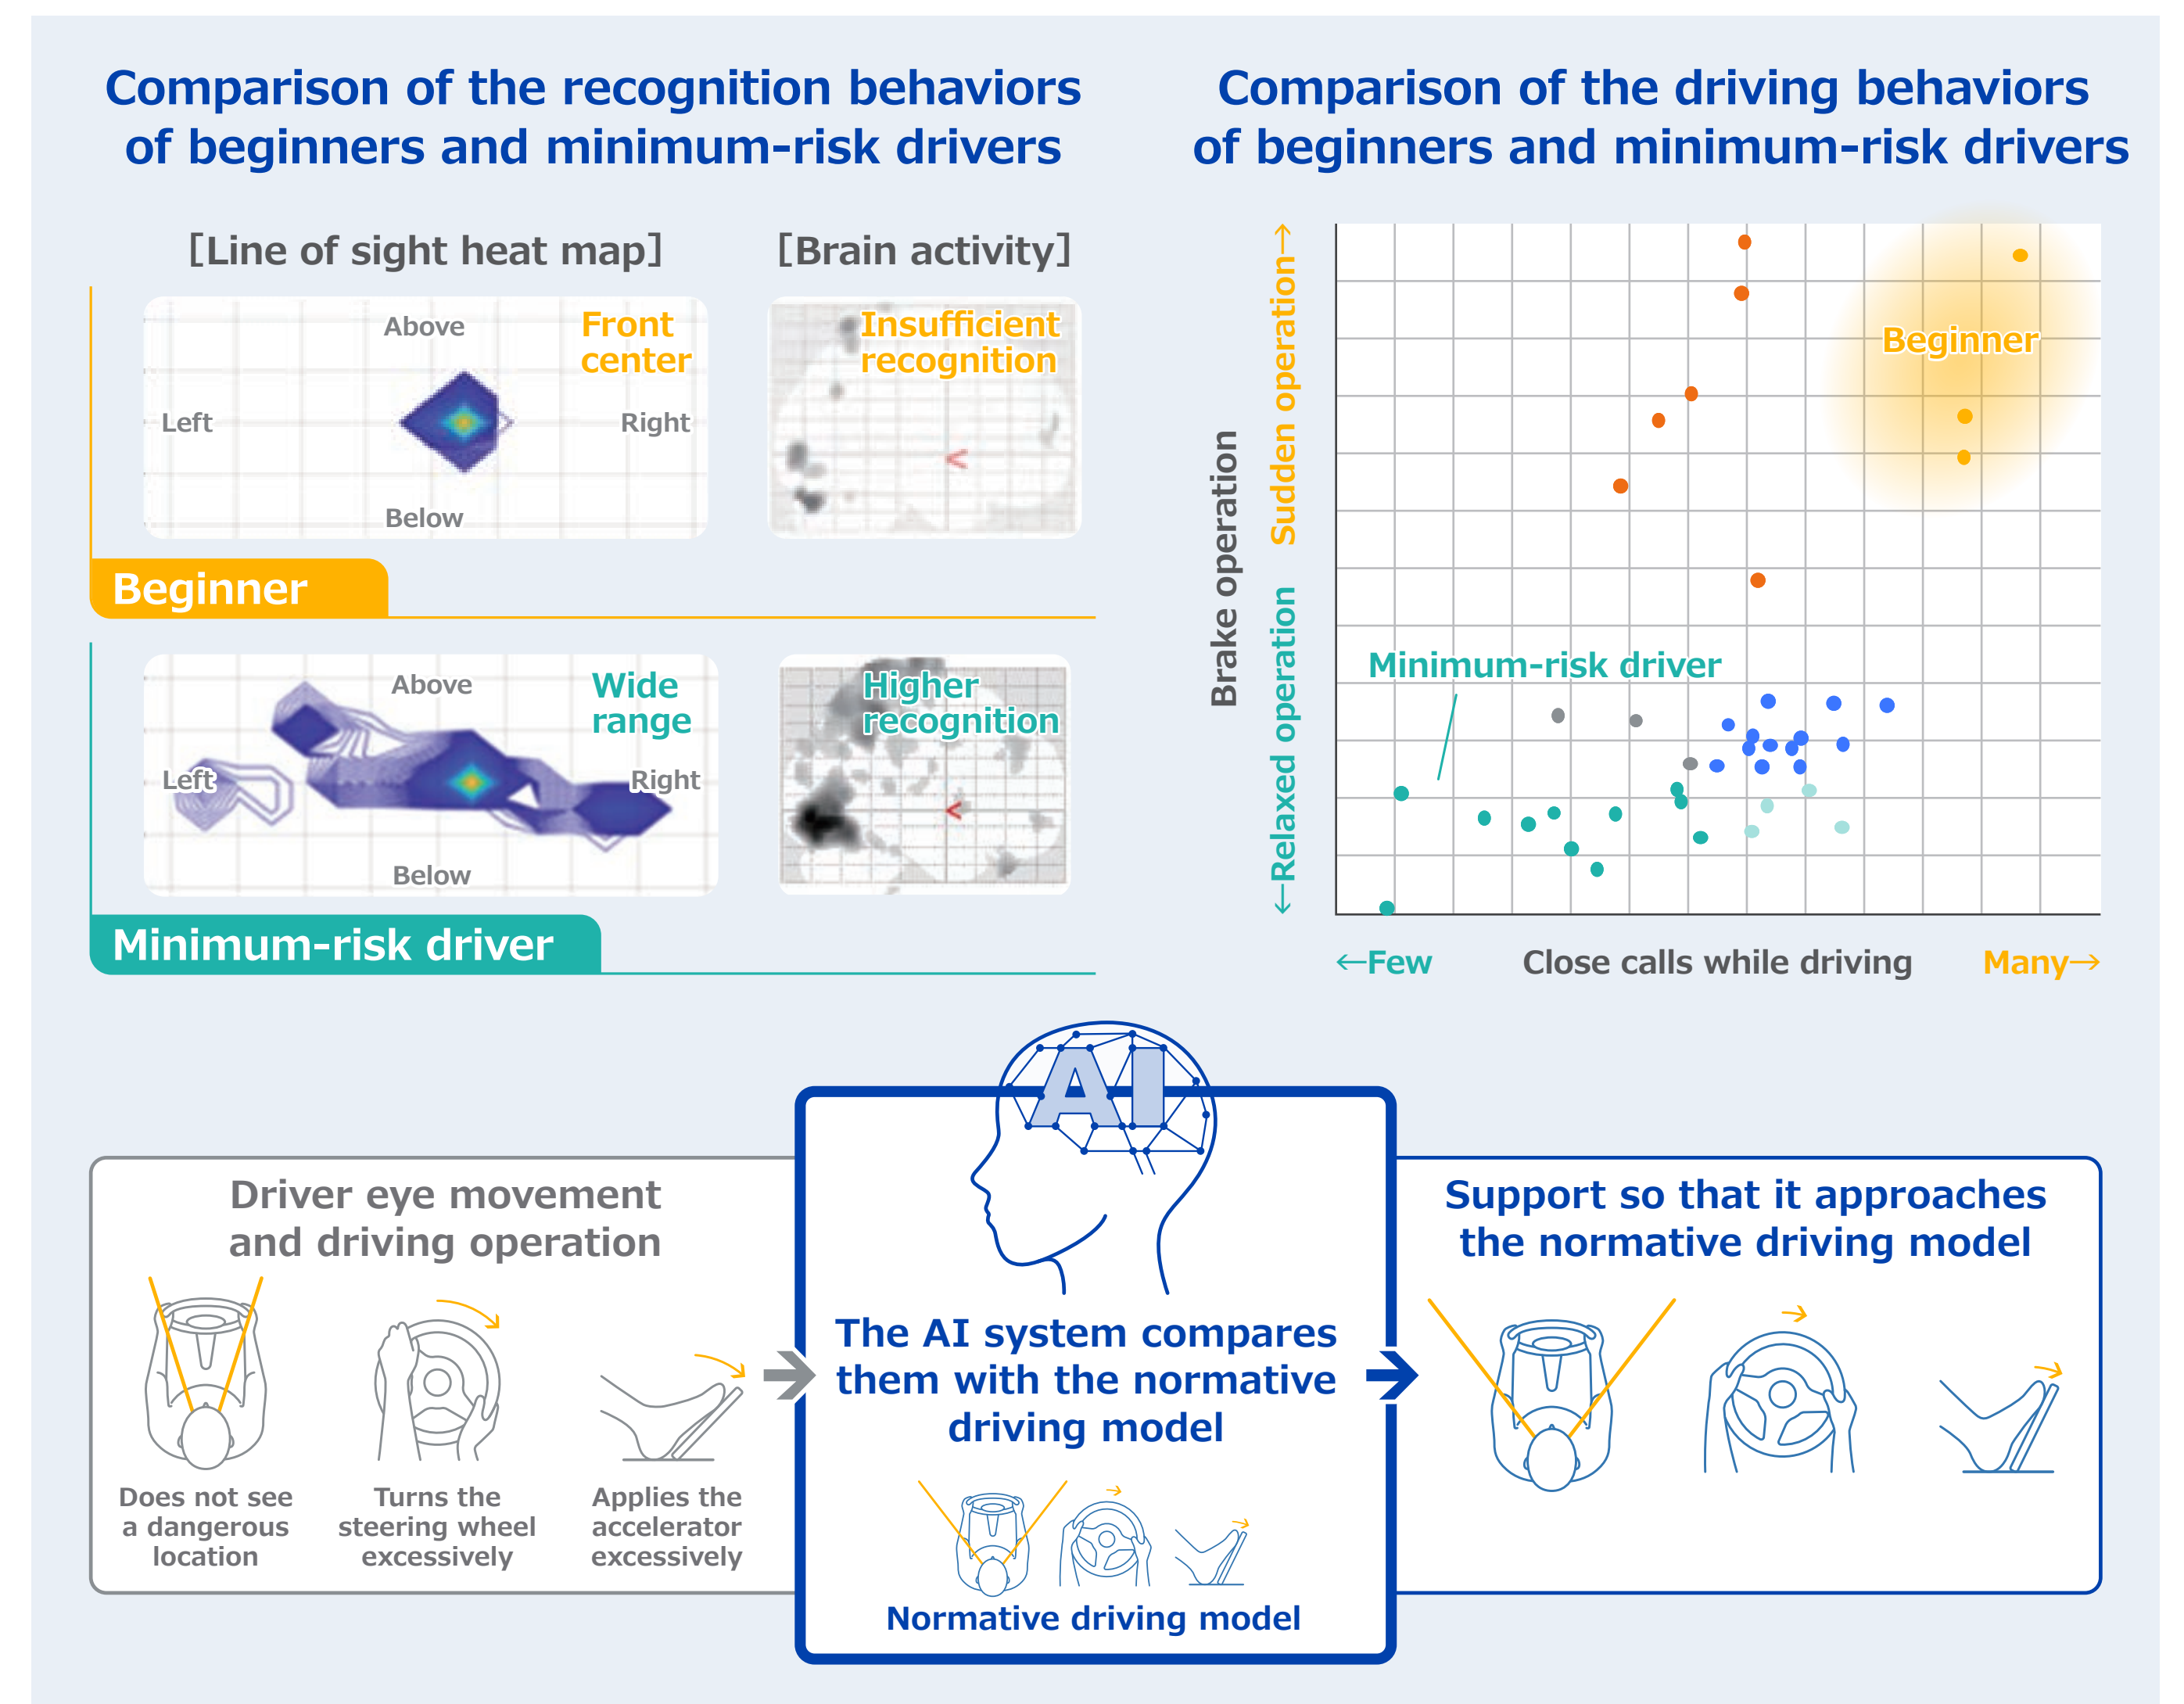 Comparison of the recognition behaviors
of beginners and minimum-risk drivers
[Line of sight heat map]
[Brain activity]
Above
Front
center
Left
Right
Below
Insufficient
recognition
<
Beginner
Above
Wide
range
Left
Right
Below
Higher
recognition
<
Minimum-risk driver
Comparison of the driving behaviors
of beginners and minimum-risk drivers
Brake operation
Sudden operation→
←Relaxed operation
Beginner
Minimum-risk driver
←Few
Close calls while driving
Many→
Driver eye movement
and driving operation
Does not see
a dangerous
location
Turns the
steering wheel
excessively
Applies the
accelerator
excessively
AI
The AI system compares
them with the normative
driving model
Normative driving model
Support so that it approaches
the normative driving model